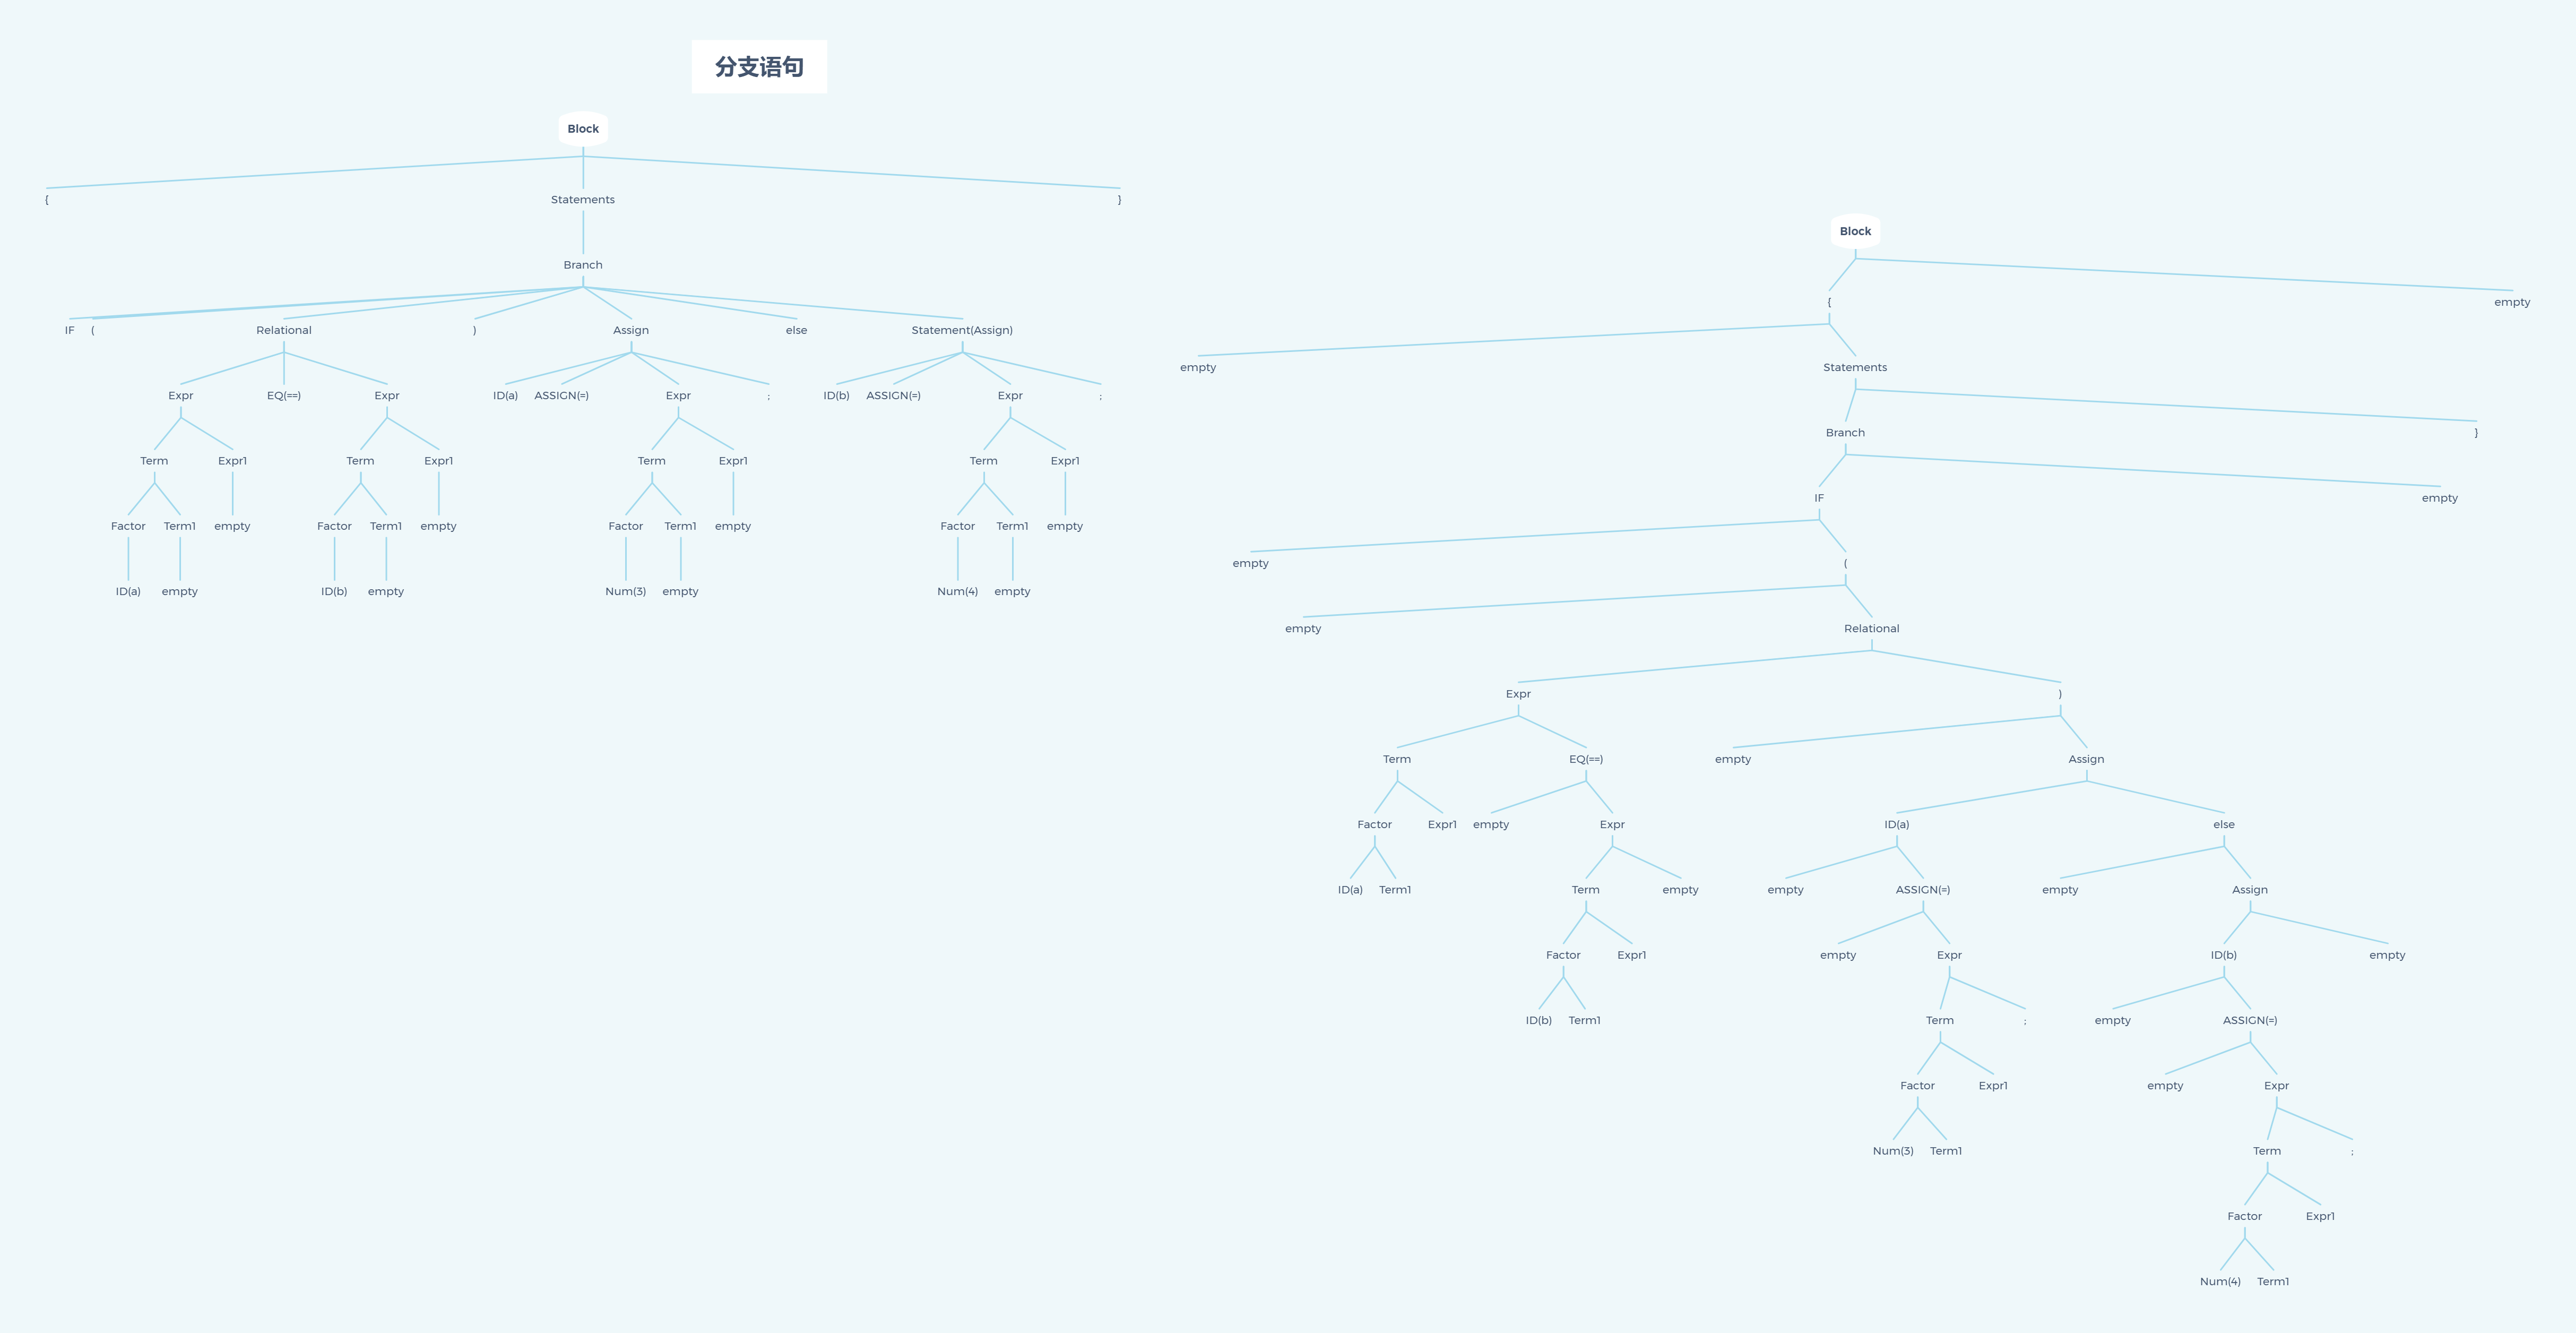 分支语句
Block
{ Statements }
Branch
IF ( Relational ) Assign else Statement(Assign)
Expr EQ(==) Expr ID(a) ASSIGN(=) Expr ; ID(b) ASSIGN(=) Expr ;
Term Expr1 Term Expr1 Term Expr1 Term Expr1
Factor Term1 empty Factor Term1 empty Factor Term1 empty Factor Term1 empty
ID(a) empty ID(b) empty Num(3) empty Num(4) empty
Block
{ empty
empty Statements
Branch }
IF empty
empty (
empty Relational
Expr )
Term EQ(==) empty Assign
Factor Expr1 empty Expr ID(a) else
ID(a) Term1 Term empty empty ASSIGN(=) empty Assign
Factor Expr1 empty Expr ID(b) empty
ID(b) Term1 Term ; empty ASSIGN(=)
Factor Expr1 empty Expr
Num(3) Term1 Term ;
Factor Expr1
Num(4) Term1